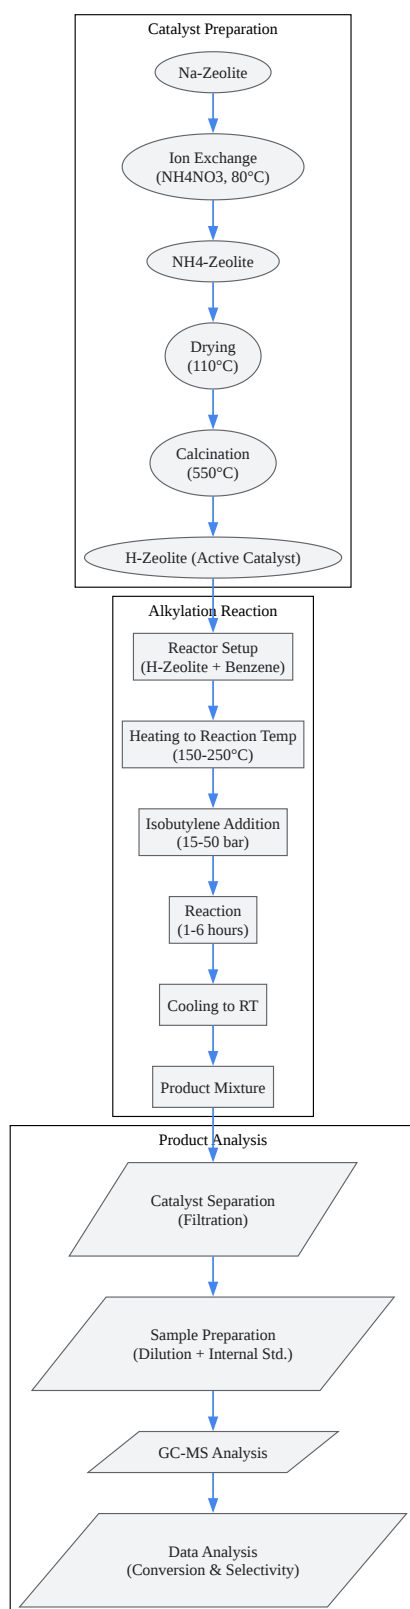 Catalyst Preparation
Na-Zeolite
Ion Exchange
(NH4NO3, 80°C)
NH4-Zeolite
Drying
(110°C)
Calcination
(550°C)
H-Zeolite (Active Catalyst)
Alkylation Reaction
Reactor Setup
(H-Zeolite + Benzene)
Heating to Reaction Temp
(150-250°C)
Isobutylene Addition
(15-50 bar)
Reaction
(1-6 hours)
Cooling to RT
Product Mixture
Product Analysis
Catalyst Separation
(Filtration)
Sample Preparation
(Dilution + Internal Std.)
GC-MS Analysis
Data Analysis
(Conversion & Selectivity)